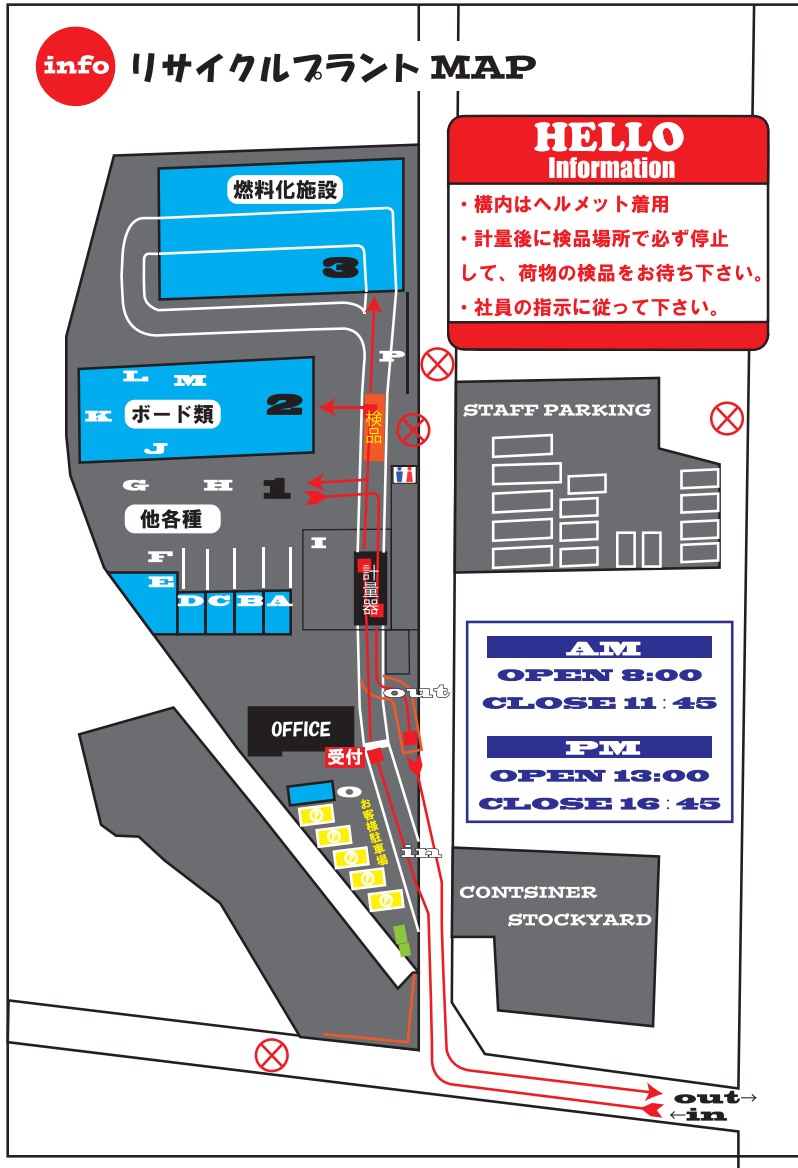 info リサイクルプラント MAP
HELLO
Information
・構内はヘルメット着用
・計量後に検品場所で必ず停止
して、荷物の検品をお待ち下さい。
・社員の指示に従って下さい。
燃料化施設
3
P
L M
K ボード類 2
J
検品
STAFF PARKING
G H 1
他各種
I
F
E
D C B A
計量器
out
OFFICE
受付
O
お客様駐車場
P
P
P
P
P
in
AM
OPEN 8:00
CLOSE 11:45
PM
OPEN 13:00
CLOSE 16:45
CONTSINER
STOCKYARD
out→
←in